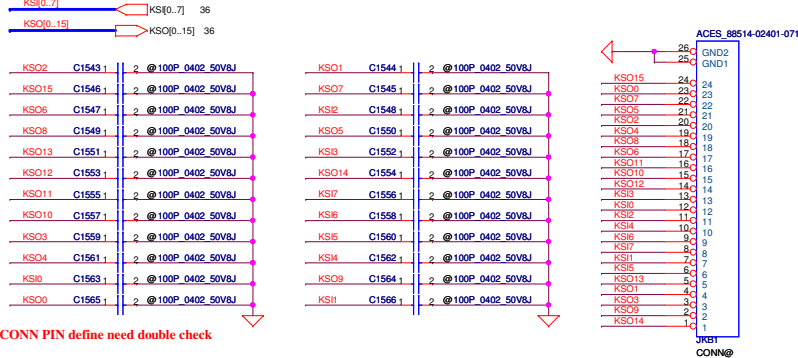 KSI[0..7] KSI[0..7] 36
KSO[0..15] KSO[0..15] 36
KSO2 C1543 1 2 @100P_0402_50V8J
KSO15 C1546 1 2 @100P_0402_50V8J
KSO6 C1547 1 2 @100P_0402_50V8J
KSO8 C1549 1 2 @100P_0402_50V8J
KSO13 C1551 1 2 @100P_0402_50V8J
KSO12 C1553 1 2 @100P_0402_50V8J
KSO11 C1555 1 2 @100P_0402_50V8J
KSO10 C1557 1 2 @100P_0402_50V8J
KSO3 C1559 1 2 @100P_0402_50V8J
KSO4 C1561 1 2 @100P_0402_50V8J
KSI0 C1563 1 2 @100P_0402_50V8J
KSO0 C1565 1 2 @100P_0402_50V8J
CONN PIN define need double check
KSO1 C1544 1 2 @100P_0402_50V8J
KSO7 C1545 1 2 @100P_0402_50V8J
KSI2 C1548 1 2 @100P_0402_50V8J
KSO5 C1550 1 2 @100P_0402_50V8J
KSI3 C1552 1 2 @100P_0402_50V8J
KSO14 C1554 1 2 @100P_0402_50V8J
KSI7 C1556 1 2 @100P_0402_50V8J
KSI6 C1558 1 2 @100P_0402_50V8J
KSI5 C1560 1 2 @100P_0402_50V8J
KSI4 C1562 1 2 @100P_0402_50V8J
KSO9 C1564 1 2 @100P_0402_50V8J
KSI1 C1566 1 2 @100P_0402_50V8J
ACES_88514-02401-071
26 GND2
25 GND1
KSO15 24 24
KSO0 23 23
KSO7 22 22
KSO5 21 21
KSO2 20 20
KSO4 19 19
KSO8 18 18
KSO6 17 17
KSO11 16 16
KSO10 15 15
KSO12 14 14
KSI3 13 13
KSI0 12 12
KSI2 11 11
KSI4 10 10
KSI6 9 9
KSI7 8 8
KSI1 7 7
KSI5 6 6
KSO13 5 5
KSO1 4 4
KSO3 3 3
KSO9 2 2
KSO14 1 1
JKB1
CONN@